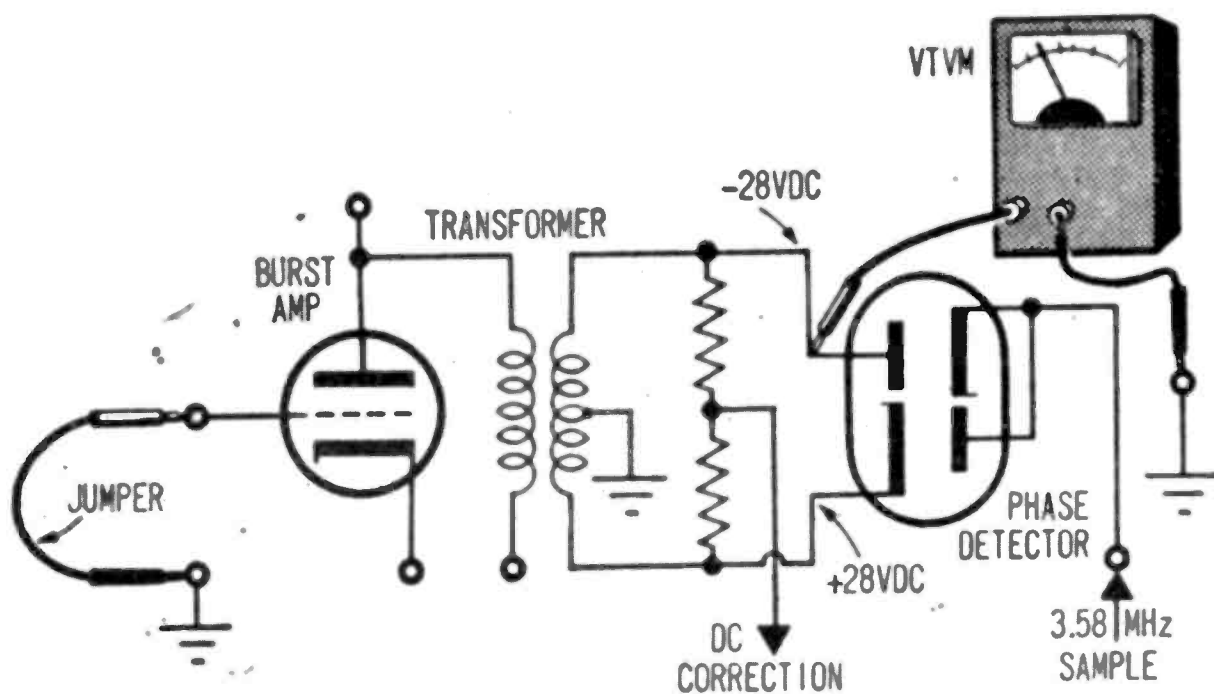 VTVM
-28VDC
TRANSFORMER
BURST
AMP
JUMPER
PHASE
DETECTOR
+28VDC
DC
CORRECTION
3.58 MHz
SAMPLE